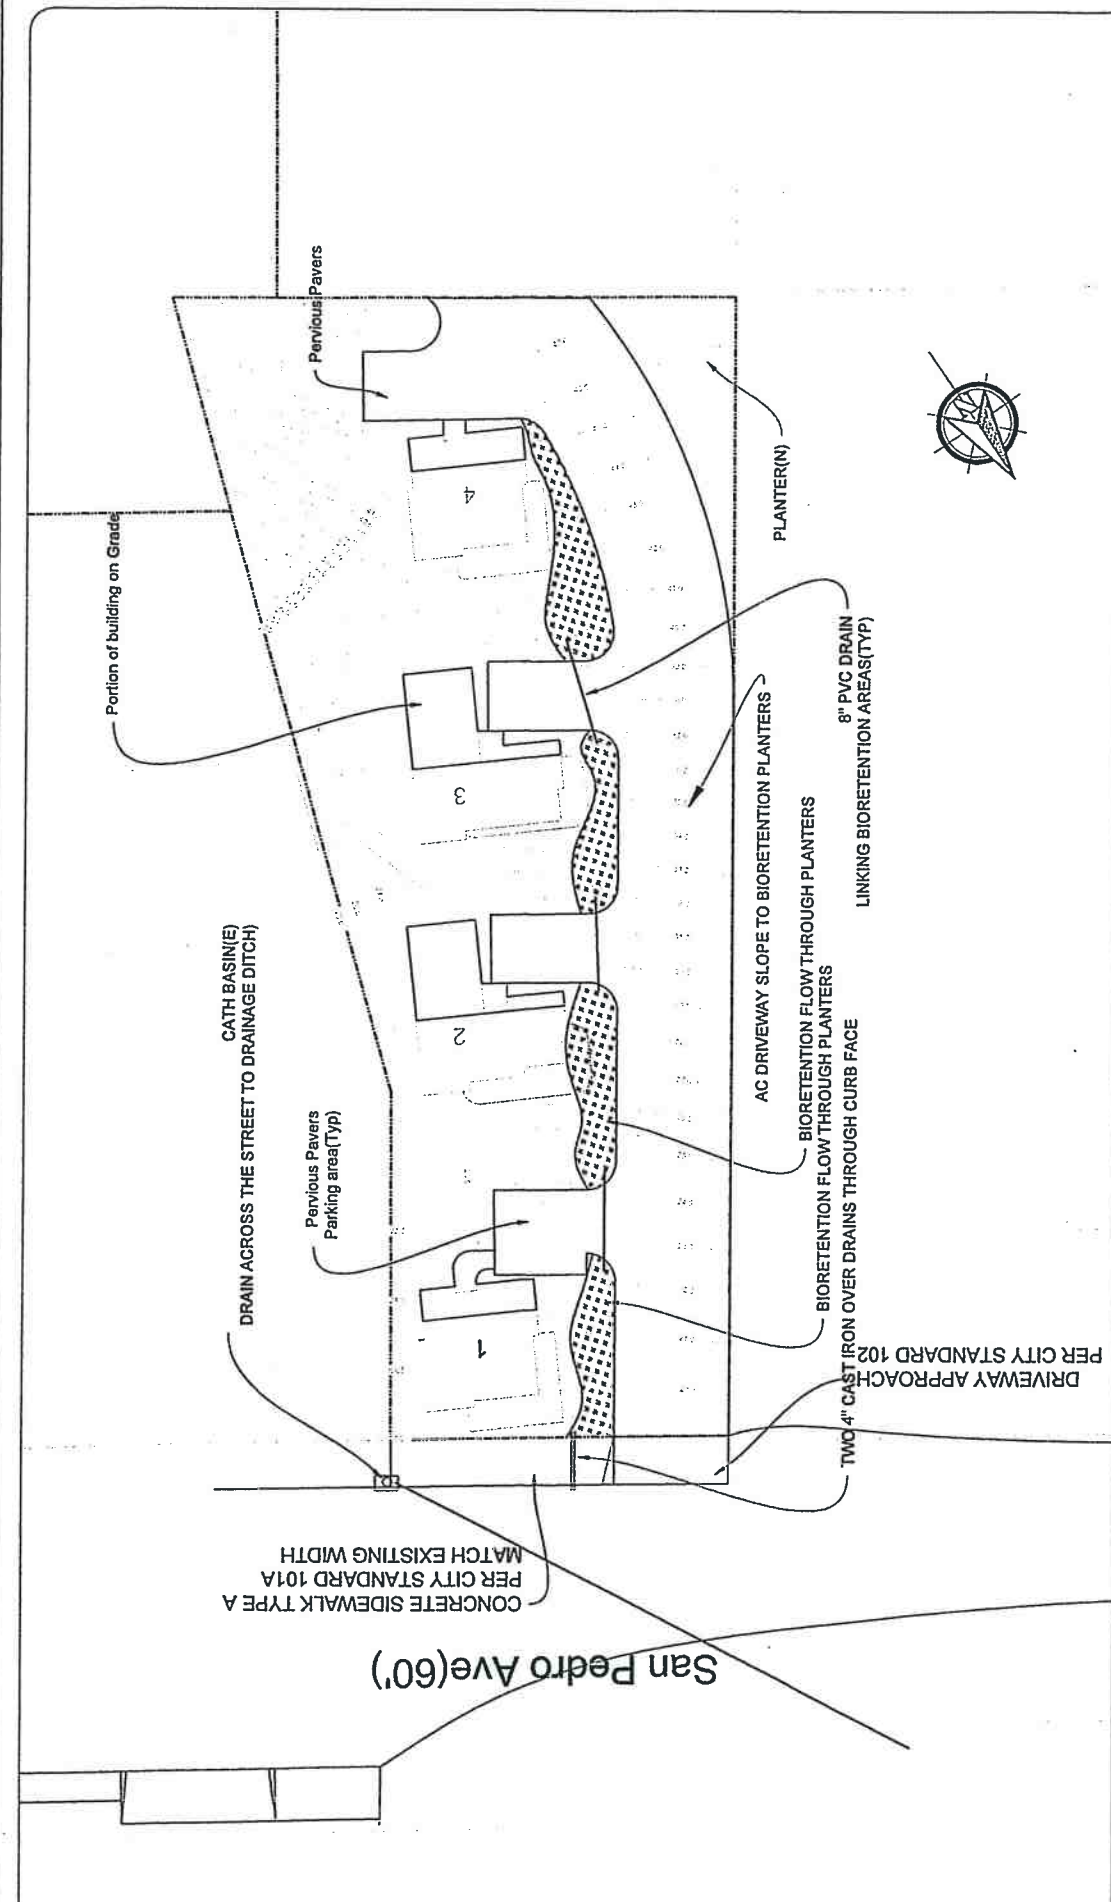 Pervious Pavers
Portion of building on Grade
4
PLANTER(N)
8" PVC DRAIN
LINKING BIORETENTION AREAS(TYP)
3
CATH BASIN(E)
DRAIN ACROSS THE STREET TO DRAINAGE DITCH)
2
AC DRIVEWAY SLOPE TO BIORETENTION PLANTERS
BIORETENTION FLOW THROUGH PLANTERS
BIORETENTION FLOW THROUGH PLANTERS
Pervious Pavers
Parking area(Typ)
1
TWO 4" CAST IRON OVER DRAINS THROUGH CURB FACE
DRIVEWAY APPROACH
PER CITY STANDARD 102
CONCRETE SIDEWALK TYPE A
PER CITY STANDARDS 101A
MATCH EXISTING WIDTH
San Pedro Ave(60')